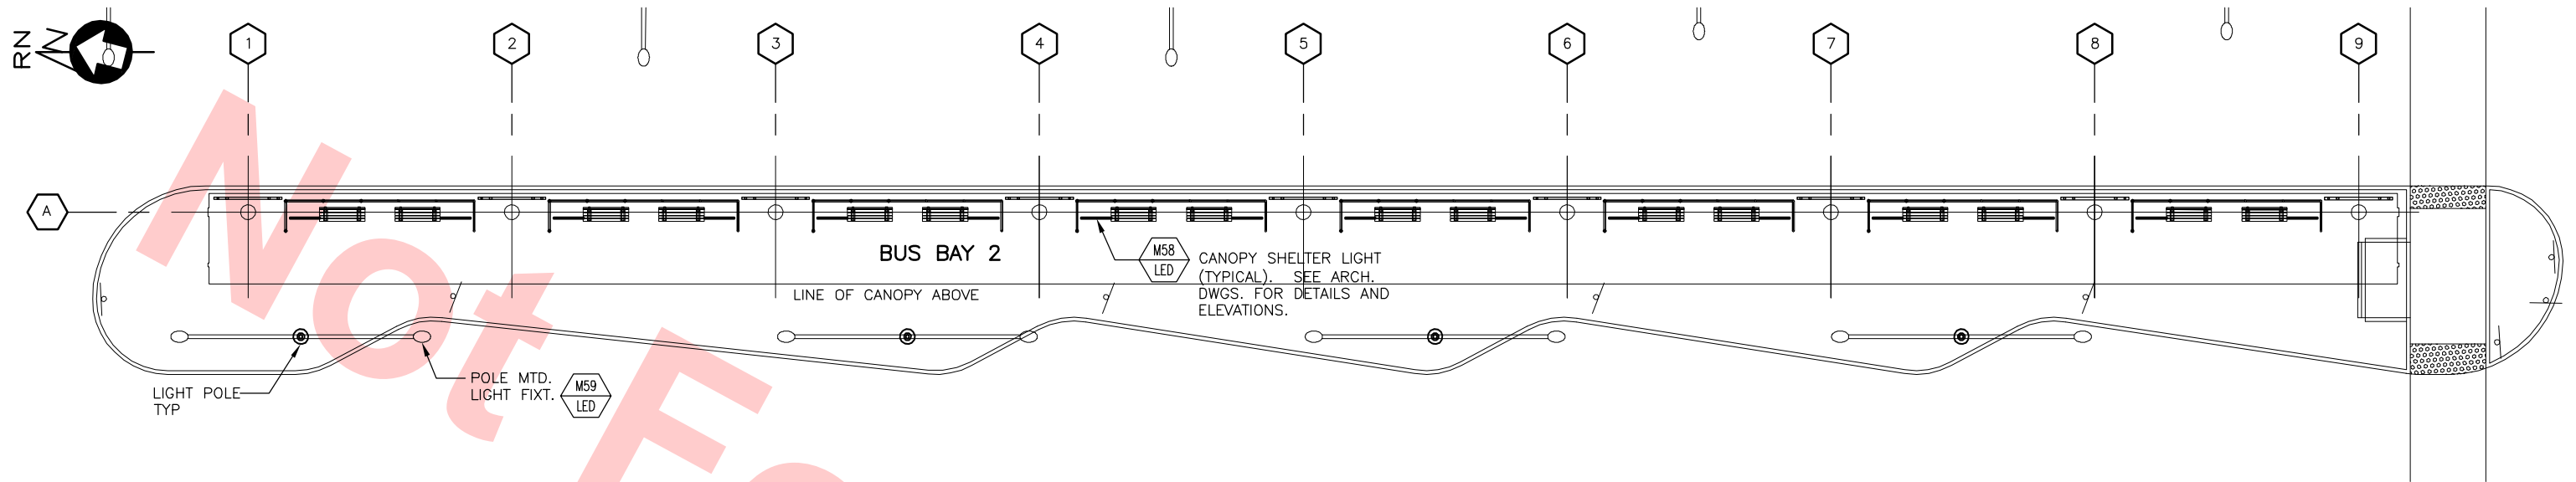 RN
N
1 2 3 4 5 6 7 8 9
A
BUS BAY 2
M58
LED
CANOPY SHELTER LIGHT
(TYPICAL). SEE ARCH.
DWGS. FOR DETAILS AND
ELEVATIONS.
LINE OF CANOPY ABOVE
LIGHT POLE
TYP
POLE MTD.
LIGHT FIXT.
M59
LED
Not Fo